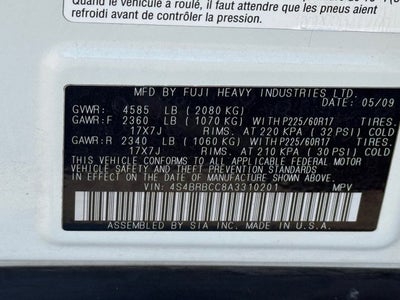 Quand le véhicule a roulé, il faut attendre que les pneus aient
refroidi avant de contrôler la pression.
MFD BY FUJI HEAVY INDUSTRIES LTD.
DATE: 05/09
GVWR: 4585 LB (2080 KG)
GAWR:F 2360 LB (1070 KG) WITH P225/60R17 TIRES.
17X7J RIMS. AT 220 KPA (32 PSI) COLD
GAWR:R 2340 LB (1060 KG) WITH P225/60R17 TIRES.
17X7J RIMS. AT 210 KPA (30 PSI) COLD
THIS VEHICLE CONFORMS TO ALL APPLICABLE FEDERAL MOTOR
VEHICLE SAFETY AND THEFT PREVENTION STANDARDS
IN EFFECT ON THE DATE OF MANUFACTURE SHOWN ABOVE.
VIN: 4S4BRBCC8A3310201 MPV
ASSEMBLED BY SIA INC. IN U.S.A.